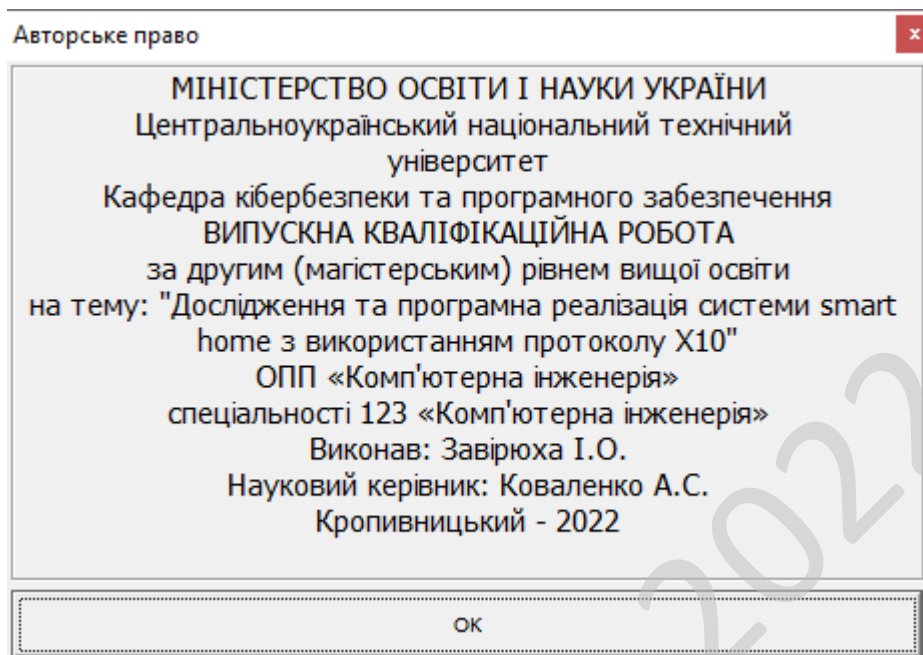 Авторське право
x
МІНІСТЕРСТВО ОСВІТИ І НАУКИ УКРАЇНИ
Центральноукраїнський національний технічний
університет
Кафедра кібербезпеки та програмного забезпечення
ВИПУСКНА КВАЛІФІКАЦІЙНА РОБОТА
за другим (магістерським) рівнем вищої освіти
на тему: "Дослідження та програмна реалізація системи smart
home з використанням протоколу X10"
ОПП «Комп'ютерна інженерія»
спеціальності 123 «Комп'ютерна інженерія»
Виконав: Завірюха І.О.
Науковий керівник: Коваленко А.С.
Кропивницький - 2022
2022
ОК